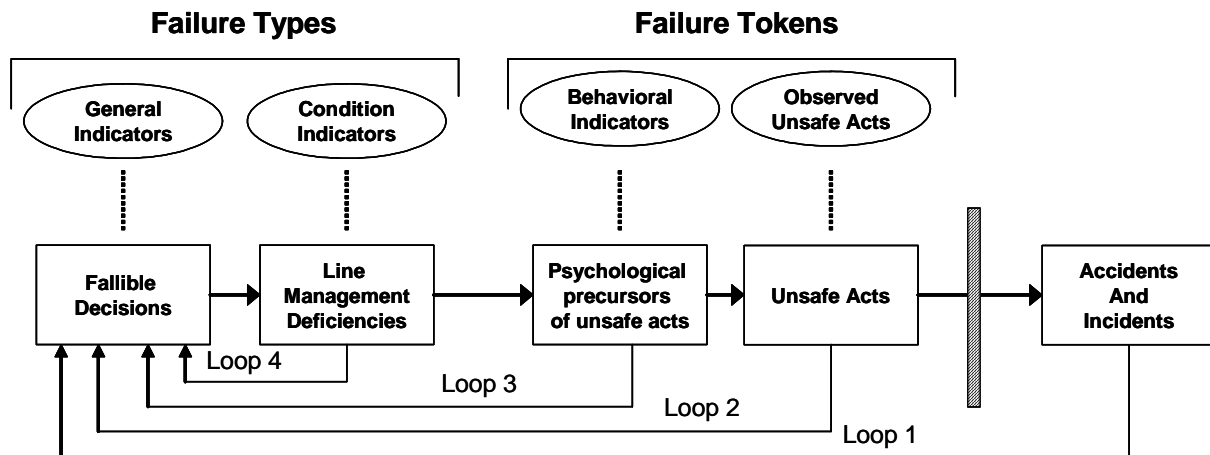 Failure Types
Failure Tokens
General
Indicators
Condition
Indicators
Behavioral
Indicators
Observed
Unsafe Acts
Fallible
Decisions
Line
Management
Deficiencies
Psychological
precursors
of unsafe acts
Unsafe Acts
Accidents
And
Incidents
Loop 4
Loop 3
Loop 2
Loop 1